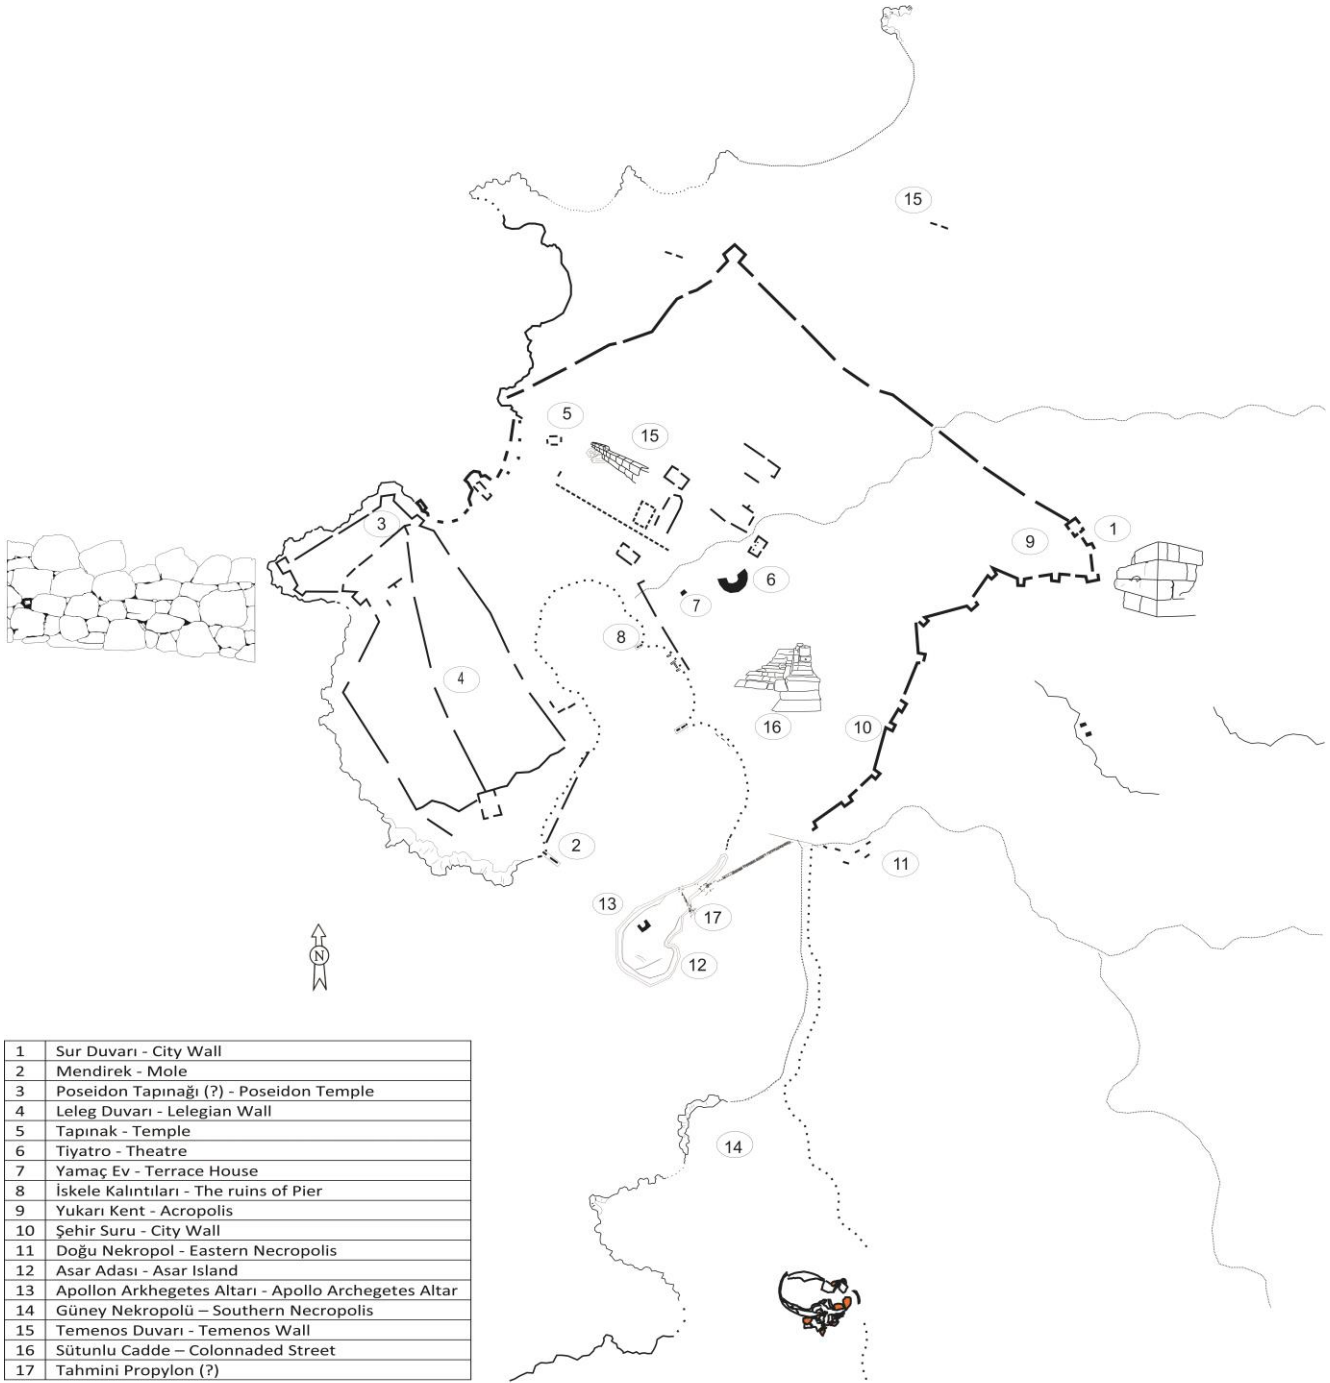 15
5
15
3
1
9
6
7
8
4
16
10
2
11
13
17
12
N
14
1 Sur Duvarı - City Wall
2 Mendirek - Mole
3 Poseidon Tapınağı (?) - Poseidon Temple
4 Leleg Duvarı - Lelegian Wall
5 Tapınak - Temple
6 Tiyatro - Theatre
7 Yamaç Ev - Terrace House
8 İskele Kalıntıları - The ruins of Pier
9 Yukarı Kent - Acropolis
10 Şehir Suru - City Wall
11 Doğu Nekropol - Eastern Necropolis
12 Asar Adası - Asar Island
13 Apollon Arkhegetes Altarı - Apollo Archegetes Altar
14 Güney Nekropolü – Southern Necropolis
15 Temenos Duvarı - Temenos Wall
16 Sütunlu Cadde – Colonnaded Street
17 Tahmini Propylon (?)